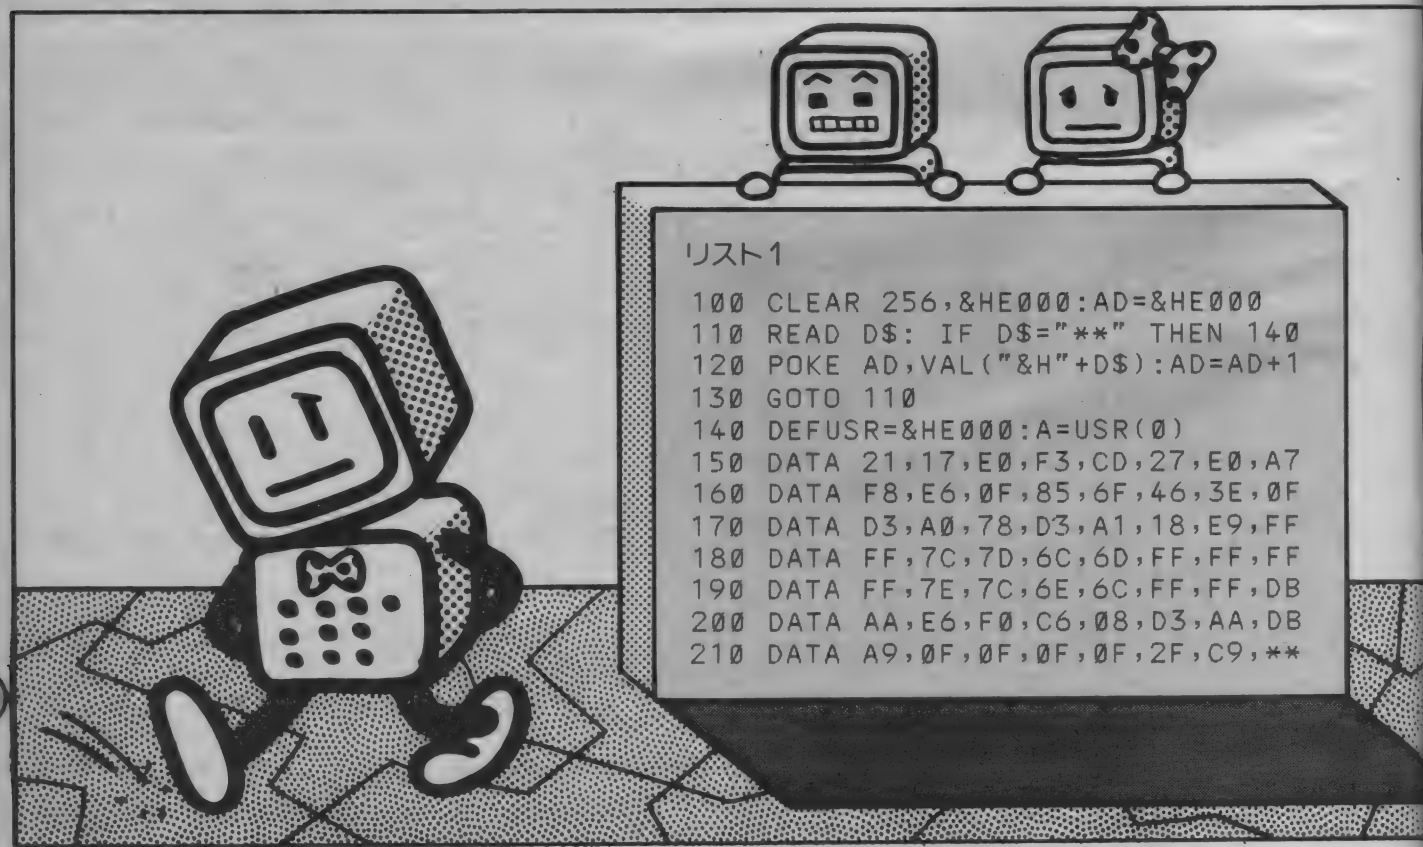 リスト1
100 CLEAR 256,&HE000:AD=&HE000
110 READ D$: IF D$="**" THEN 140
120 POKE AD,VAL("&H"+D$):AD=AD+1
130 GOTO 110
140 DEFUSR=&HE000:A=USR(0)
150 DATA 21,17,E0,F3,CD,27,E0,A7
160 DATA F8,E6,0F,85,6F,46,3E,0F
170 DATA D3,A0,78,D3,A1,18,E9,FF
180 DATA FF,7C,7D,6C,6D,FF,FF,FF
190 DATA FF,7E,7C,6E,6C,FF,FF,DB
200 DATA AA,E6,F0,C6,08,D3,AA,DB
210 DATA A9,0F,0F,0F,0F,2F,C9,**